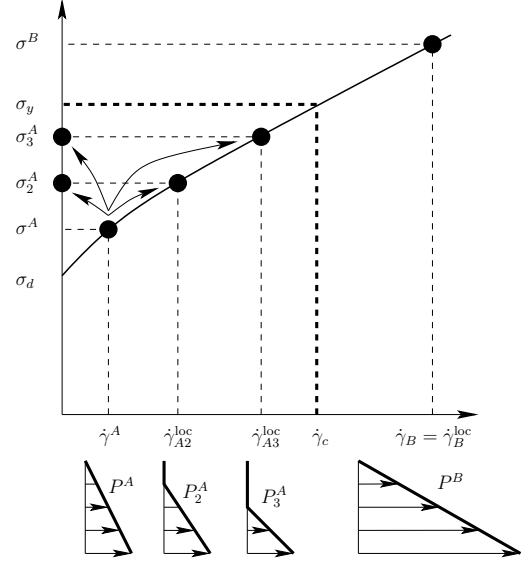 σ^B
σ_y
σ_3^A
σ_2^A
σ^A
σ_d
γ̇^A γ̇_{A2}^{loc} γ̇_{A3}^{loc} γ̇_c γ̇_B = γ̇_B^{loc}
P^A P_2^A P_3^A P^B